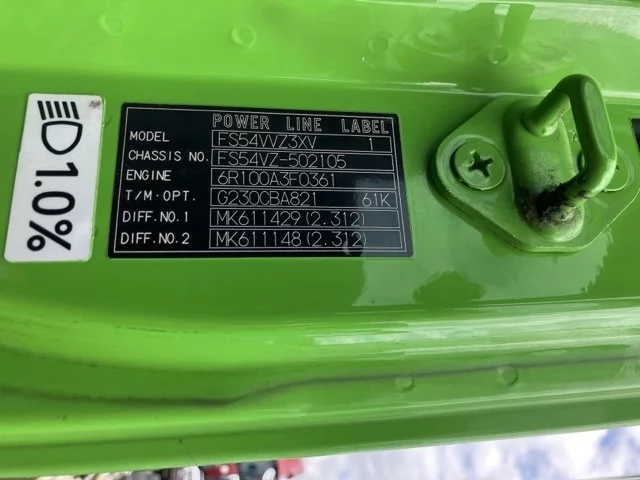 1.0%
POWER LINE LABEL
MODEL FS54VVZ3XV 1
CHASSIS NO. FS54VZ-502105
ENGINE 6R100A3F0361
T/M·OPT. G230CBA821 61K
DIFF.NO.1 MK611429(2.312)
DIFF.NO.2 MK611148(2.312)